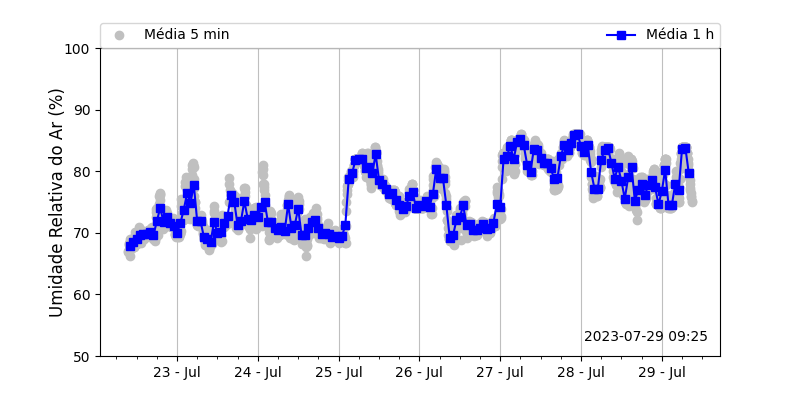 Média 5 min
Média 1 h
Umidade Relativa do Ar (%)
100
90
80
70
60
50
2023-07-29 09:25
23 - Jul
24 - Jul
25 - Jul
26 - Jul
27 - Jul
28 - Jul
29 - Jul